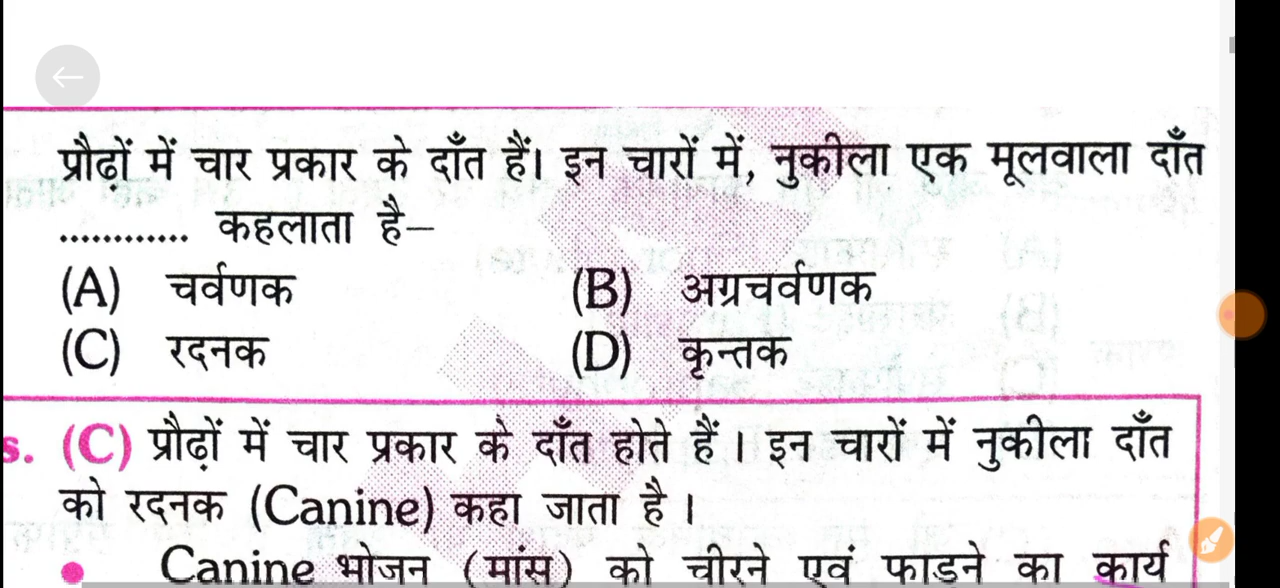 प्रौढ़ों में चार प्रकार के दाँत हैं। इन चारों में, नुकीला एक मूलवाला दाँत
............. कहलाता है–
(A) चर्वणक (B) अग्रचर्वणक
(C) रदनक (D) कृन्तक
s. (C) प्रौढ़ों में चार प्रकार के दाँत होते हैं । इन चारों में नुकीला दाँत
को रदनक (Canine) कहा जाता है ।
• Canine भोजन (मांस) को चीरने एवं फाड़ने का कार्य